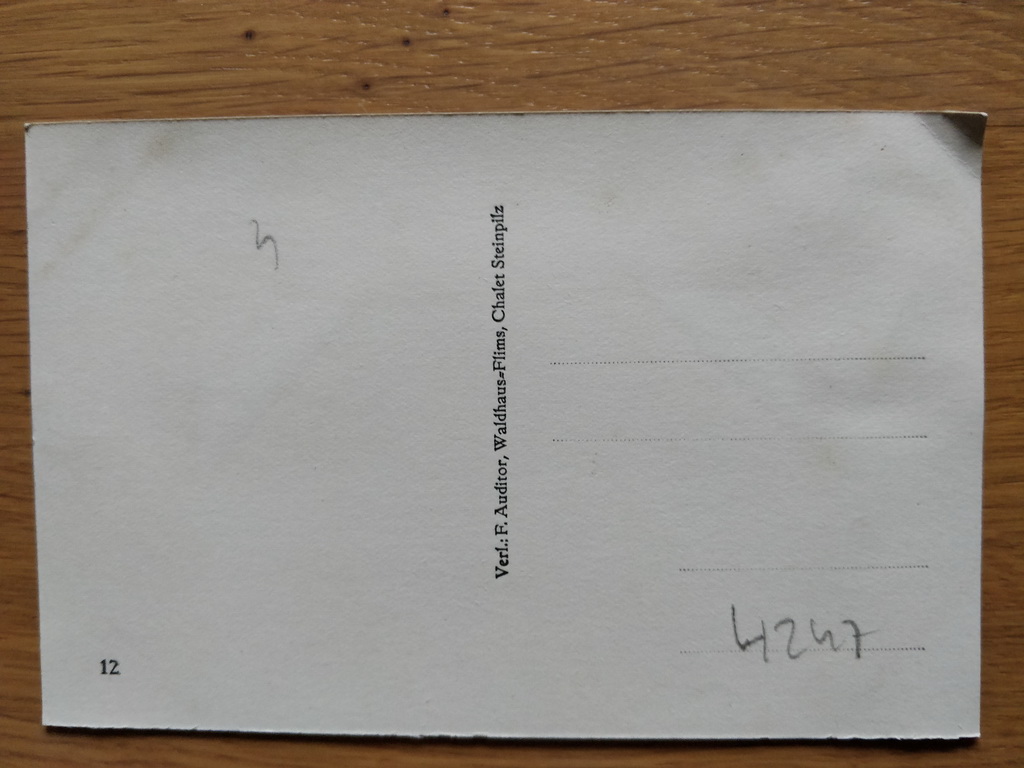 Verl.: F. Auditor, Waldhaus-Flims, Chalet Steinpilz
4247
12